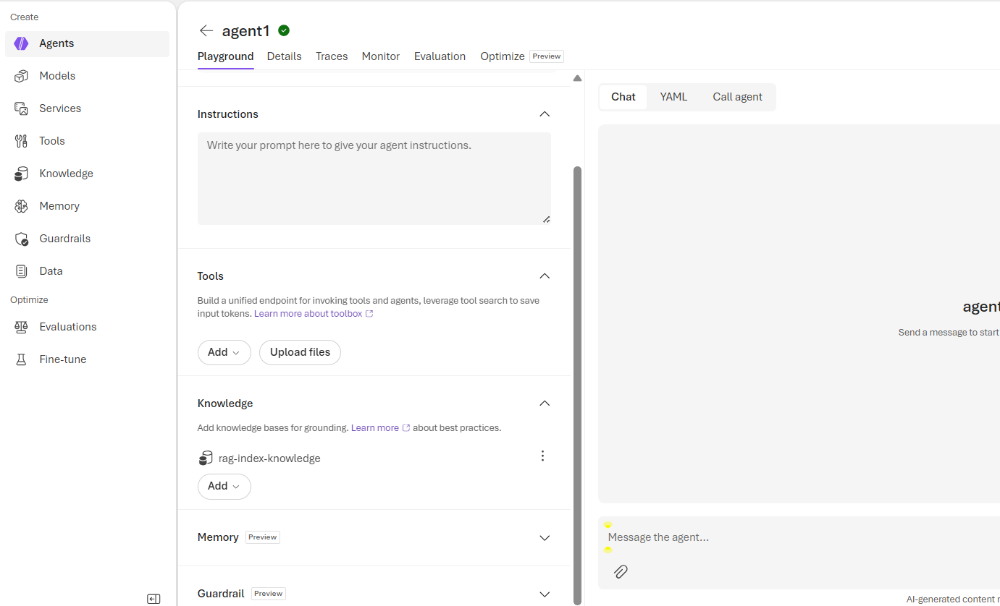 Create
Agents
Models
Services
Tools
Knowledge
Memory
Guardrails
Data
Optimize
Evaluations
Fine-tune
agent1
Playground Details Traces Monitor Evaluation Optimize Preview
Instructions
Write your prompt here to give your agent instructions.
Tools
Build a unified endpoint for invoking tools and agents, leverage tool search to save
input tokens. Learn more about toolbox
Add Upload files
Knowledge
Add knowledge bases for grounding. Learn more about best practices.
rag-index-knowledge
Add
Memory Preview
Guardrail Preview
Chat YAML Call agent
agent
Send a message to start
Message the agent...
AI-generated content